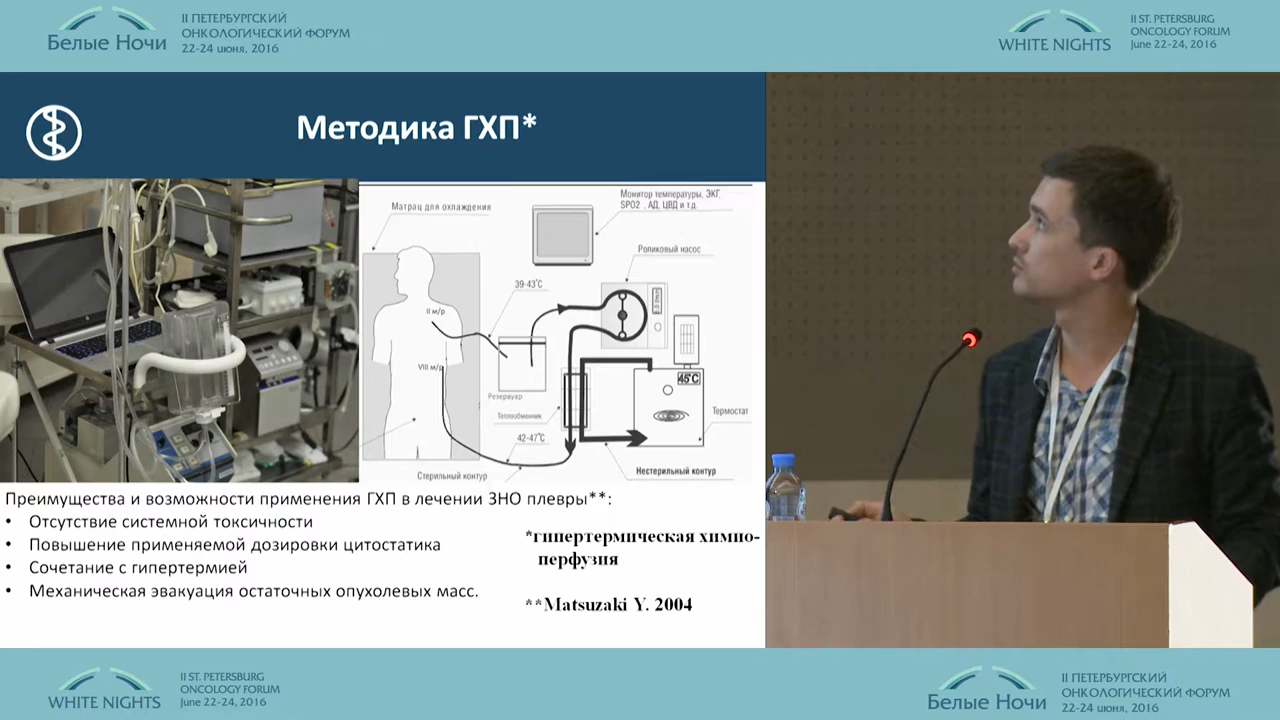 Белые Ночи
II ПЕТЕРБУРГСКИЙ
ОНКОЛОГИЧЕСКИЙ ФОРУМ
22-24 июня, 2016
WHITE NIGHTS
II ST. PETERSBURG
ONCOLOGY FORUM
June 22-24, 2016
Методика ГХП*
Матрац для охлаждения
Монитор температуры, ЭКГ,
SPO2 , АД, ЦВД и т.д.
Роликовый насос
39-43°C
II м/р
VIII м/р
Резервуар
Теплообменник
45°C
Термостат
42-47°C
Стерильный контур
Нестерильный контур
Преимущества и возможности применения ГХП в лечении ЗНО плевры**:
• Отсутствие системной токсичности
• Повышение применяемой дозировки цитостатика
• Сочетание с гипертермией
• Механическая эвакуация остаточных опухолевых масс.
*гипертермическая химио-
перфузия
**Matsuzaki Y. 2004
WHITE NIGHTS
II ST. PETERSBURG
ONCOLOGY FORUM
June 22-24, 2016
Белые Ночи
II ПЕТЕРБУРГСКИЙ
ОНКОЛОГИЧЕСКИЙ ФОРУМ
22-24 июня, 2016